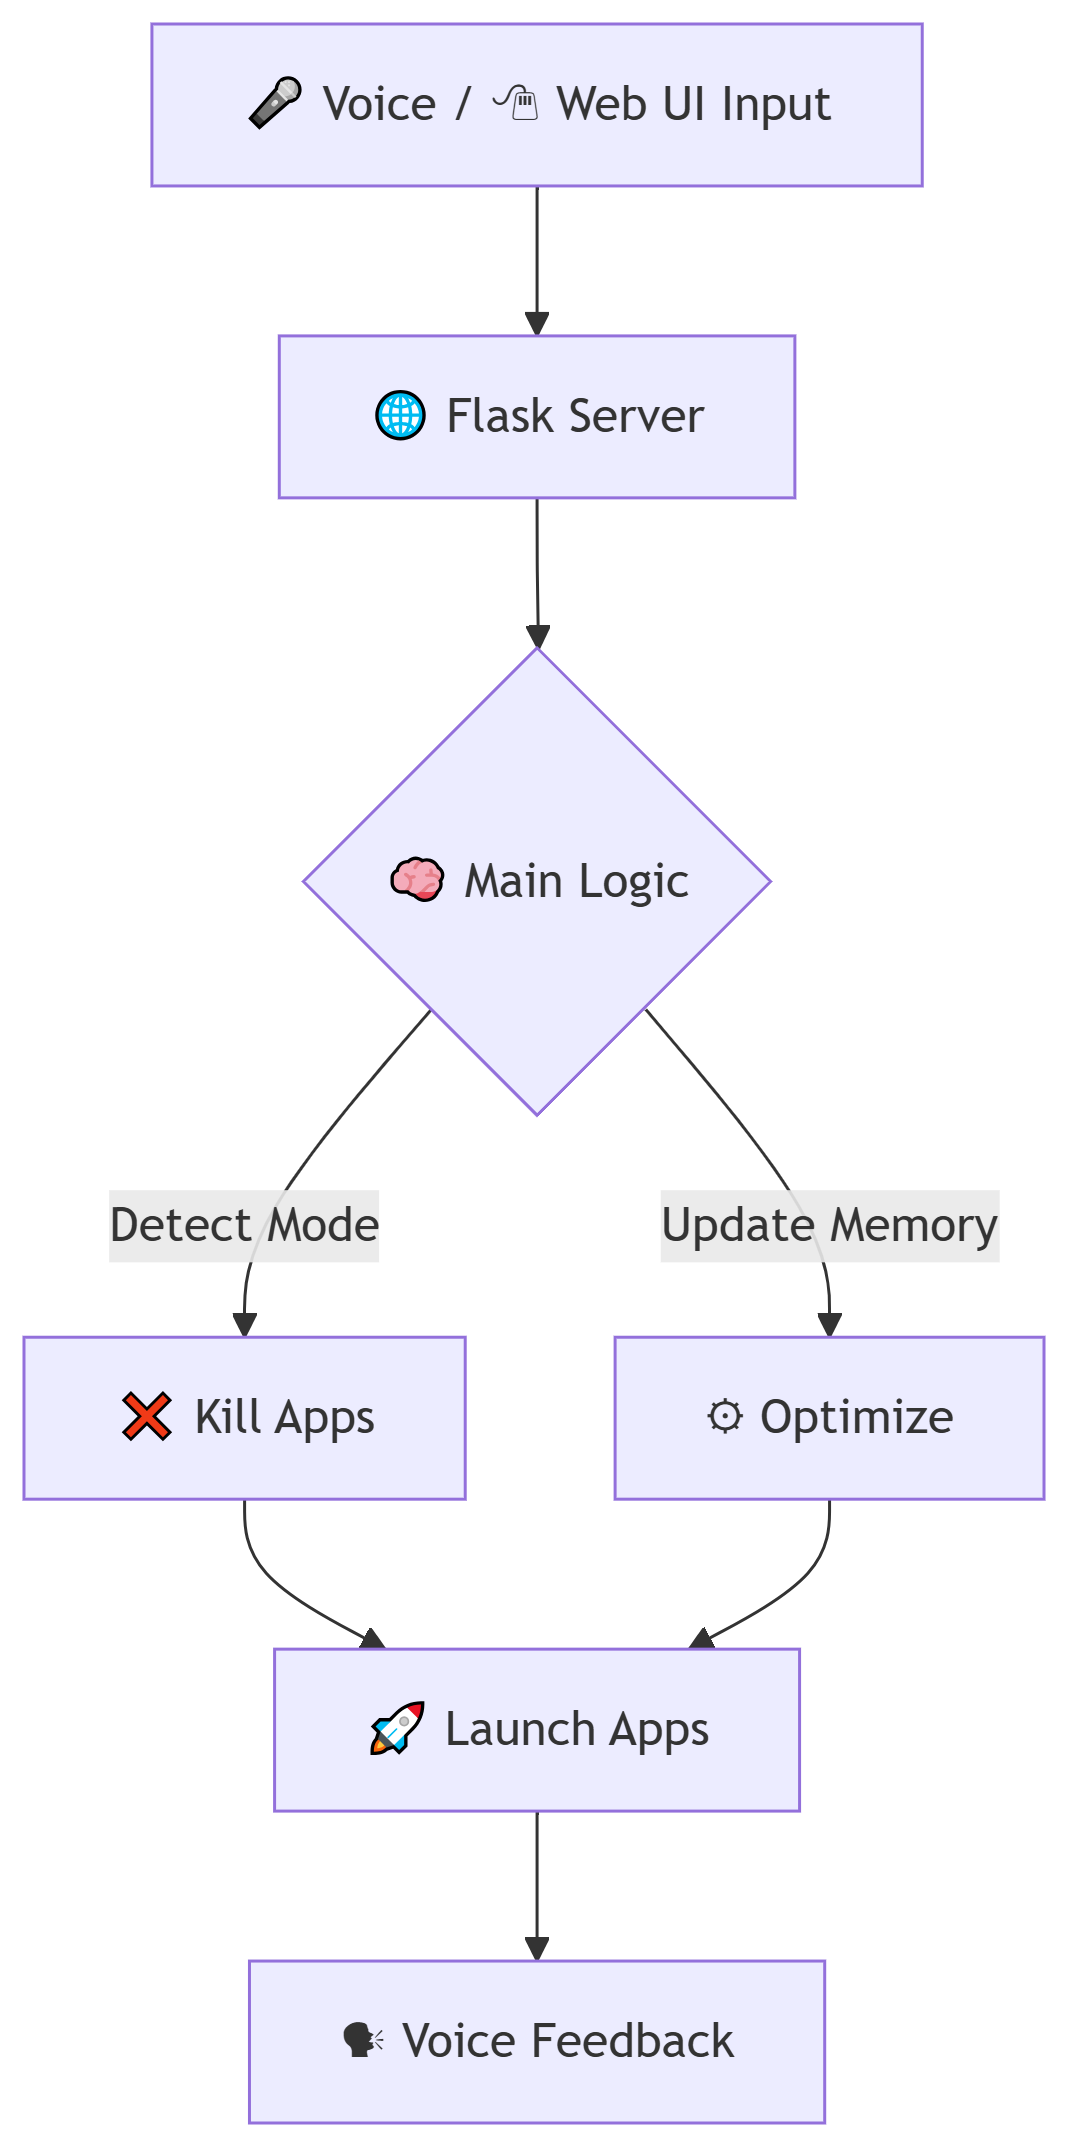 🎤 Voice / 🖱 Web UI Input
🌐 Flask Server
🧠 Main Logic
Detect Mode
Update Memory
❌ Kill Apps
⚙ Optimize
🚀 Launch Apps
🗣 Voice Feedback